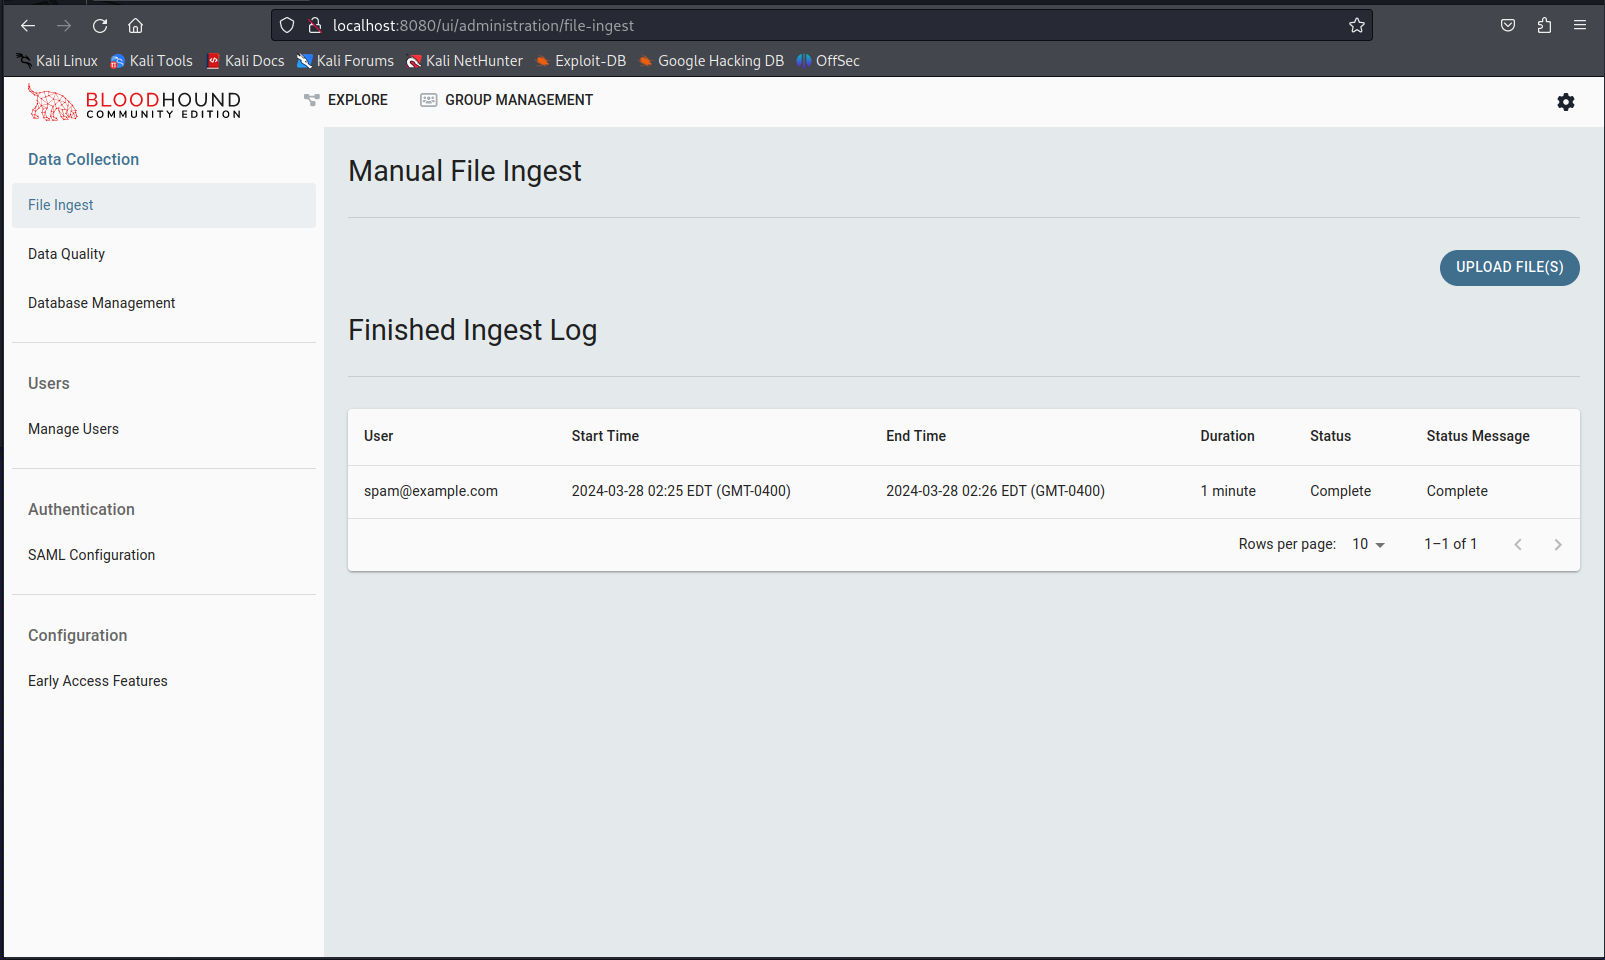 localhost:8080/ui/administration/file-ingest
Kali Linux Kali Tools Kali Docs Kali Forums Kali NetHunter Exploit-DB Google Hacking DB OffSec
BLOODHOUND
COMMUNITY EDITION
EXPLORE GROUP MANAGEMENT
Data Collection
File Ingest
Data Quality
Database Management
Users
Manage Users
Authentication
SAML Configuration
Configuration
Early Access Features
Manual File Ingest
UPLOAD FILE(S)
Finished Ingest Log
User Start Time End Time Duration Status Status Message
spam@example.com 2024-03-28 02:25 EDT (GMT-0400) 2024-03-28 02:26 EDT (GMT-0400) 1 minute Complete Complete
Rows per page: 10 1–1 of 1